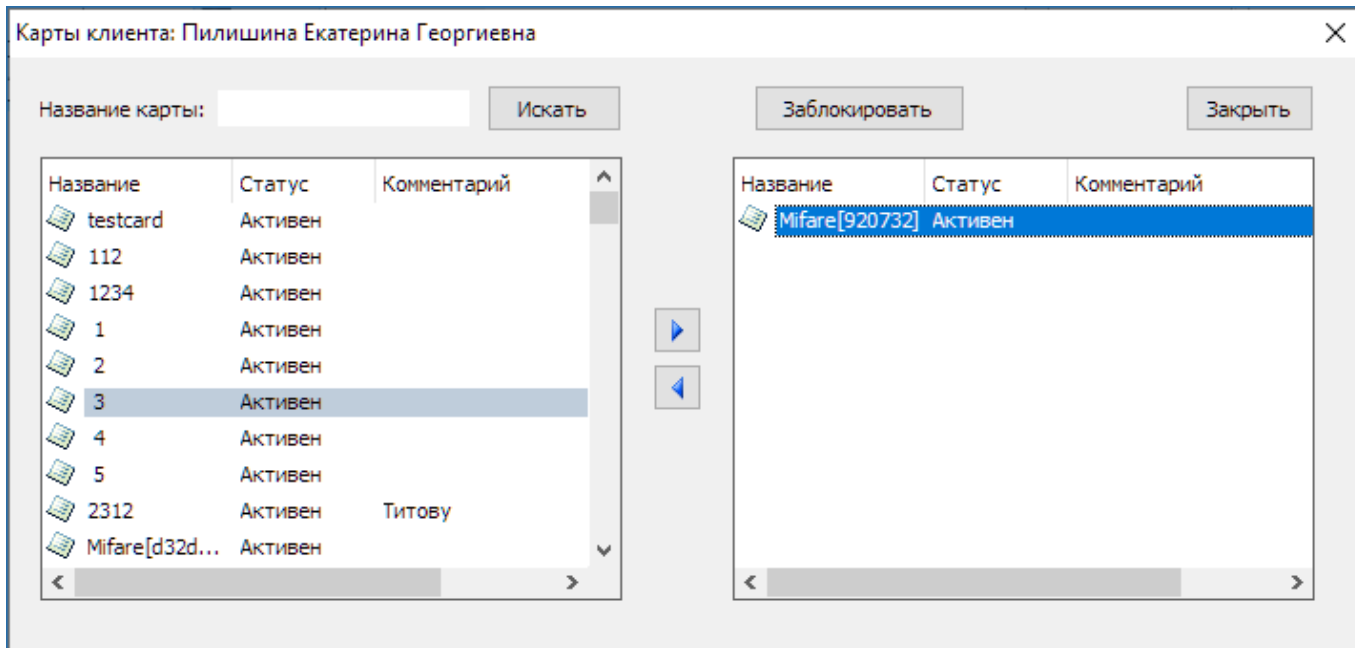 Карты клиента: Пилишина Екатерина Георгиевна
Название карты: Искать Заблокировать Закрыть
Название Статус Комментарий
testcard Активен
112 Активен
1234 Активен
1 Активен
2 Активен
3 Активен
4 Активен
5 Активен
2312 Активен Титову
Mifare[d32d... Активен
Название Статус Комментарий
Mifare[920732] Активен